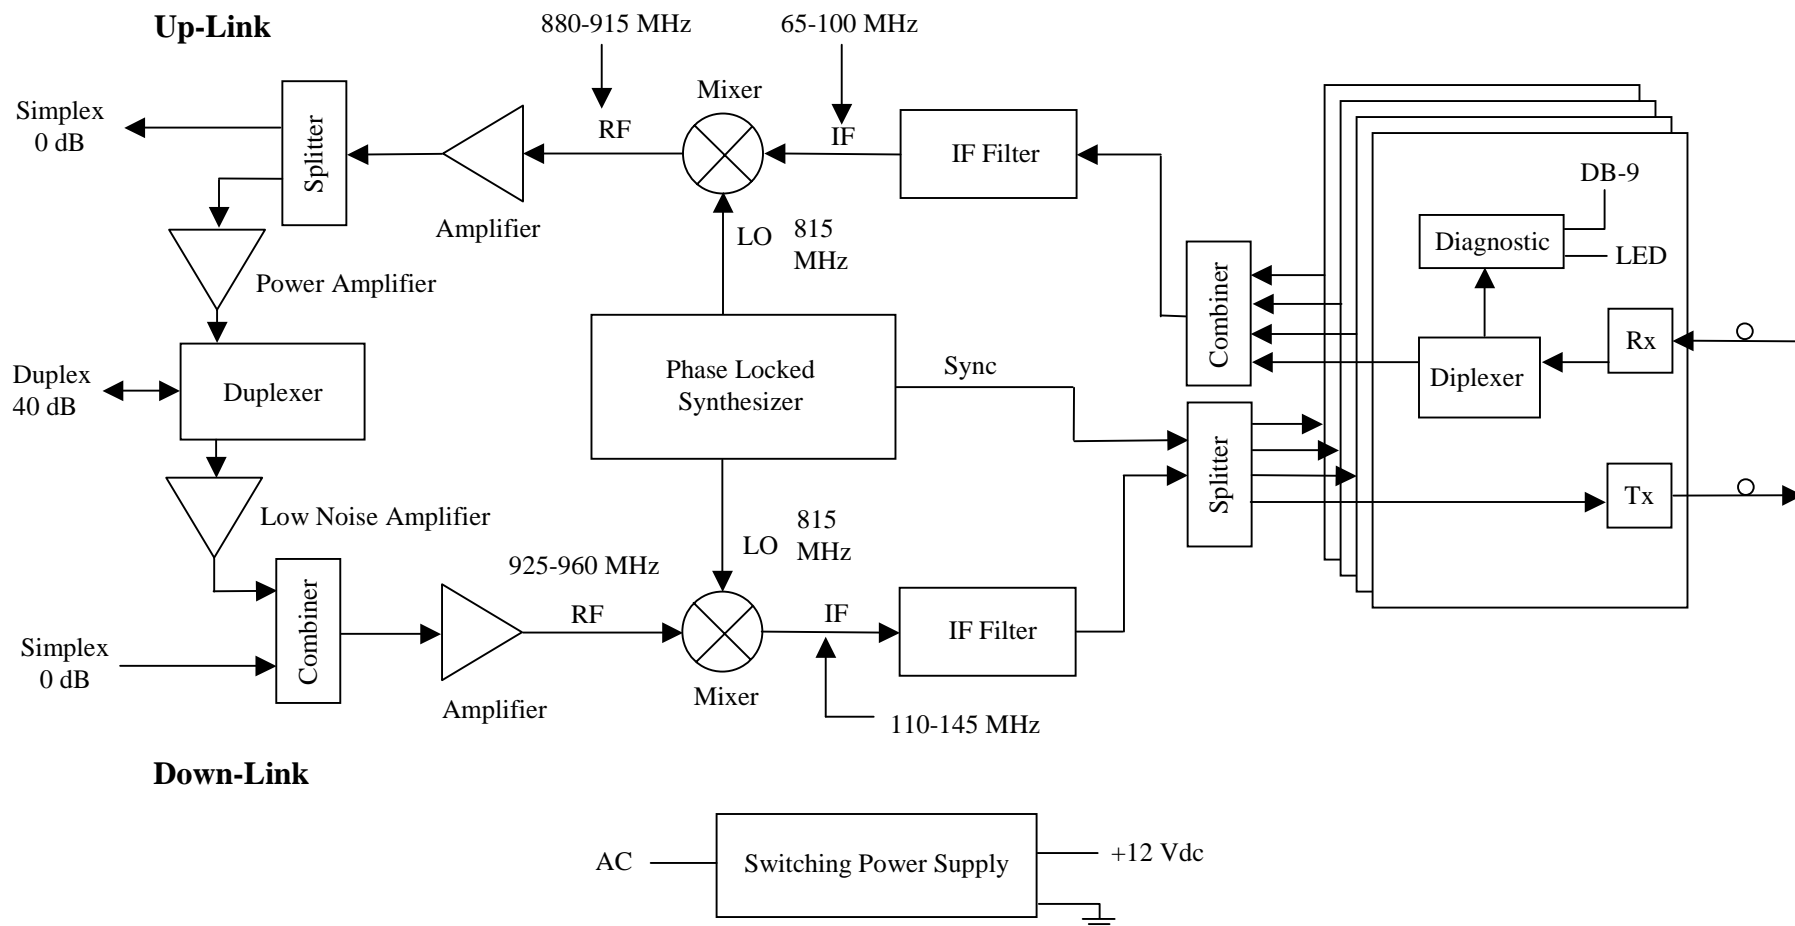 Up-Link
880-915 MHz
65-100 MHz
Simplex
0 dB
Splitter
Amplifier
RF
Mixer
IF
IF Filter
LO
815
MHz
Power Amplifier
Combiner
DB-9
Diagnostic
LED
Rx
Diplexer
Phase Locked
Synthesizer
Sync
Duplex
40 dB
Duplexer
Splitter
Tx
Low Noise Amplifier
815
MHz
LO
925-960 MHz
RF
IF
IF Filter
Combiner
Simplex
0 dB
Amplifier
Mixer
110-145 MHz
Down-Link
AC
Switching Power Supply
+12 Vdc